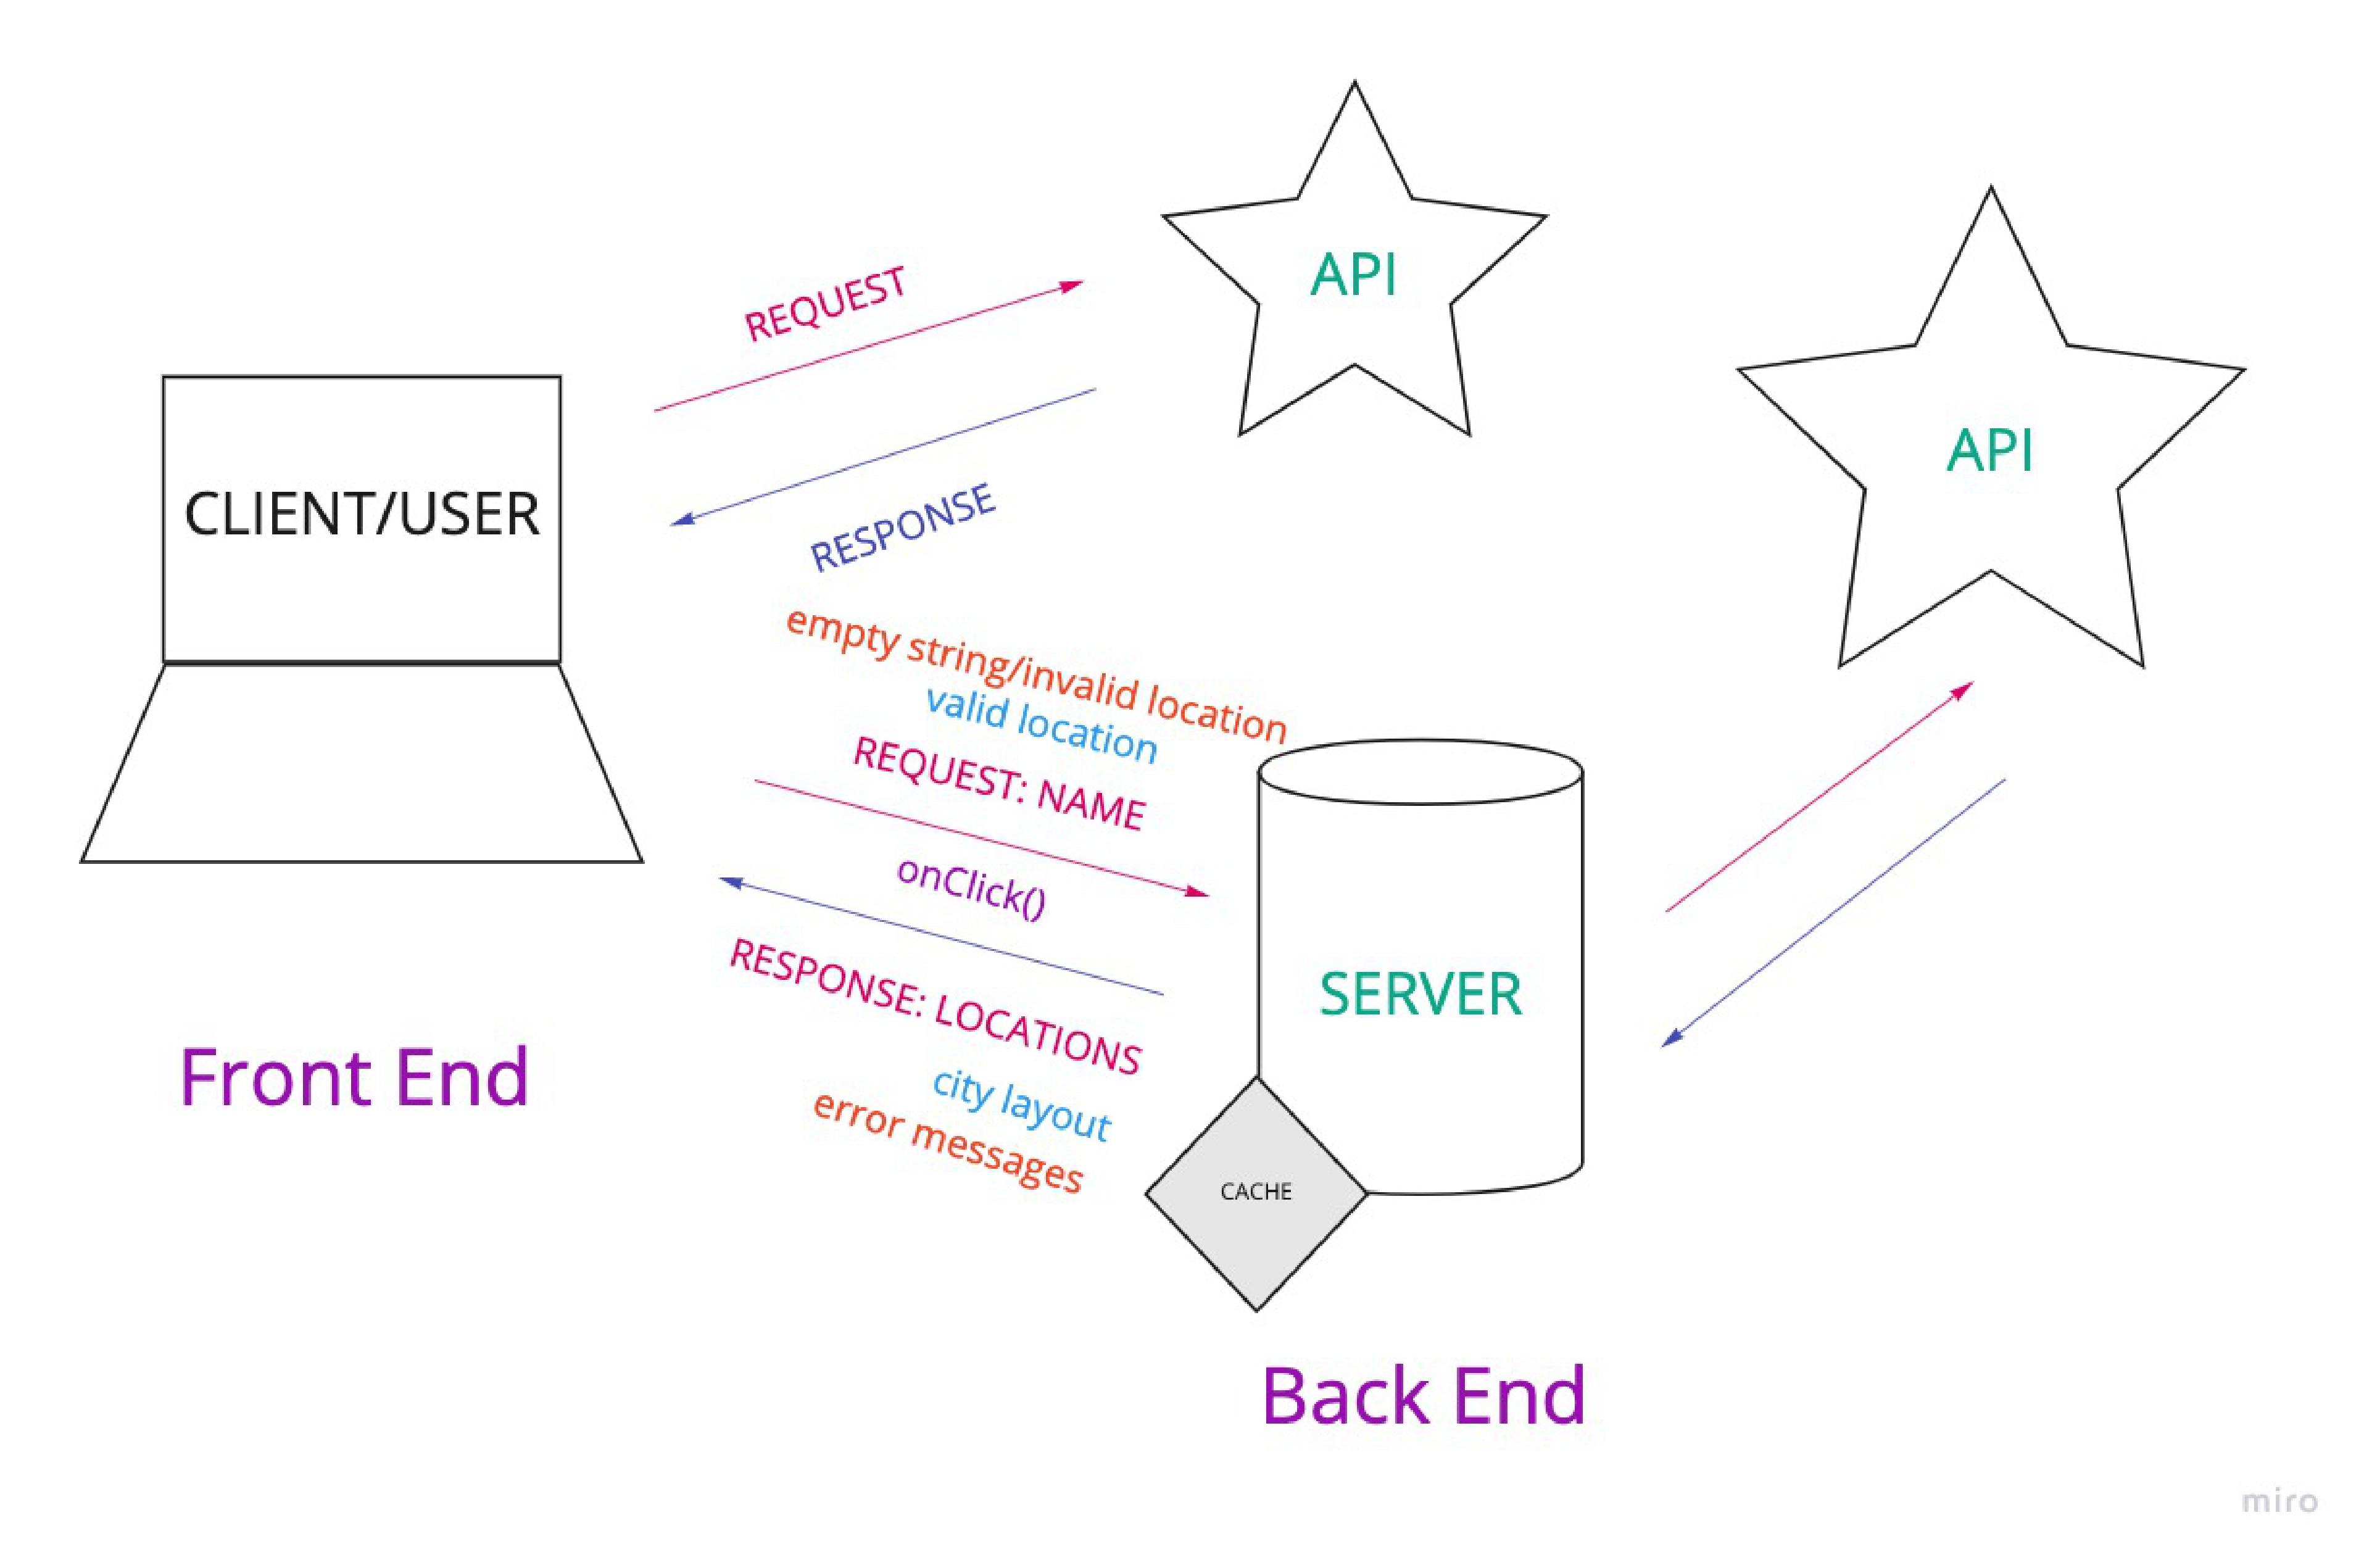 API
REQUEST
API
CLIENT/USER
RESPONSE
empty string/invalid location
valid location
REQUEST: NAME
onClick()
RESPONSE: LOCATIONS
SERVER
city layout
error messages
Front End
CACHE
Back End
miro